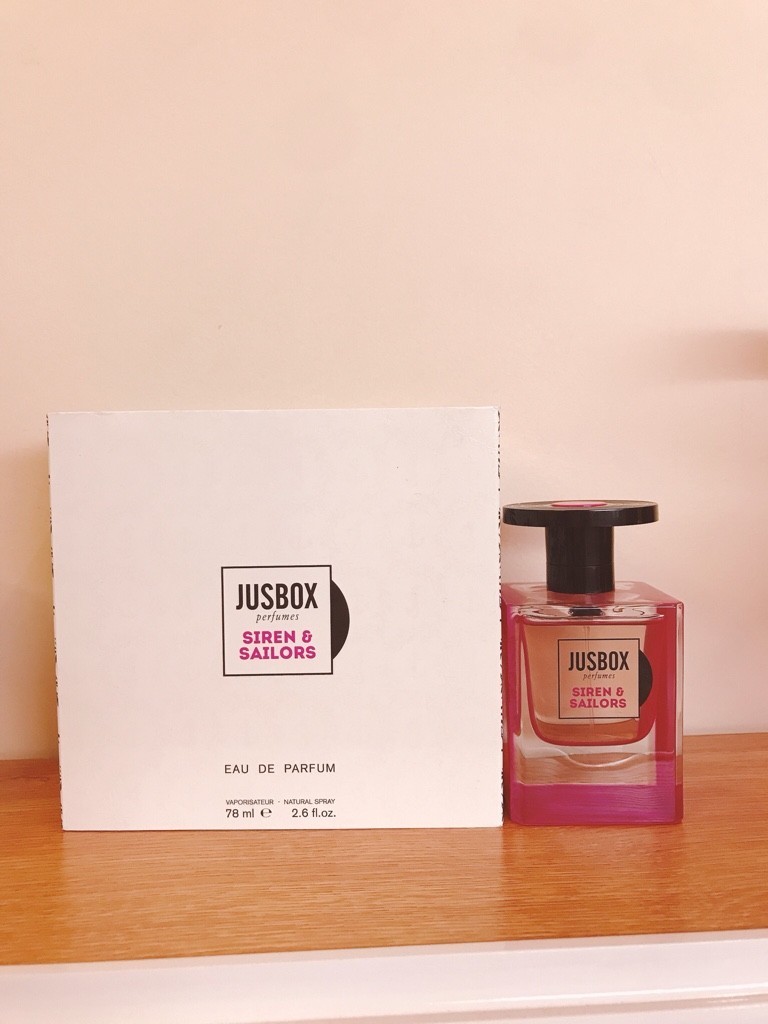 JUSBOX
perfumes
SIREN &
SAILORS
EAU DE PARFUM
VAPORISATEUR - NATURAL SPRAY
78 ml ℮ 2.6 fl.oz.
JUSBOX
perfumes
SIREN &
SAILORS